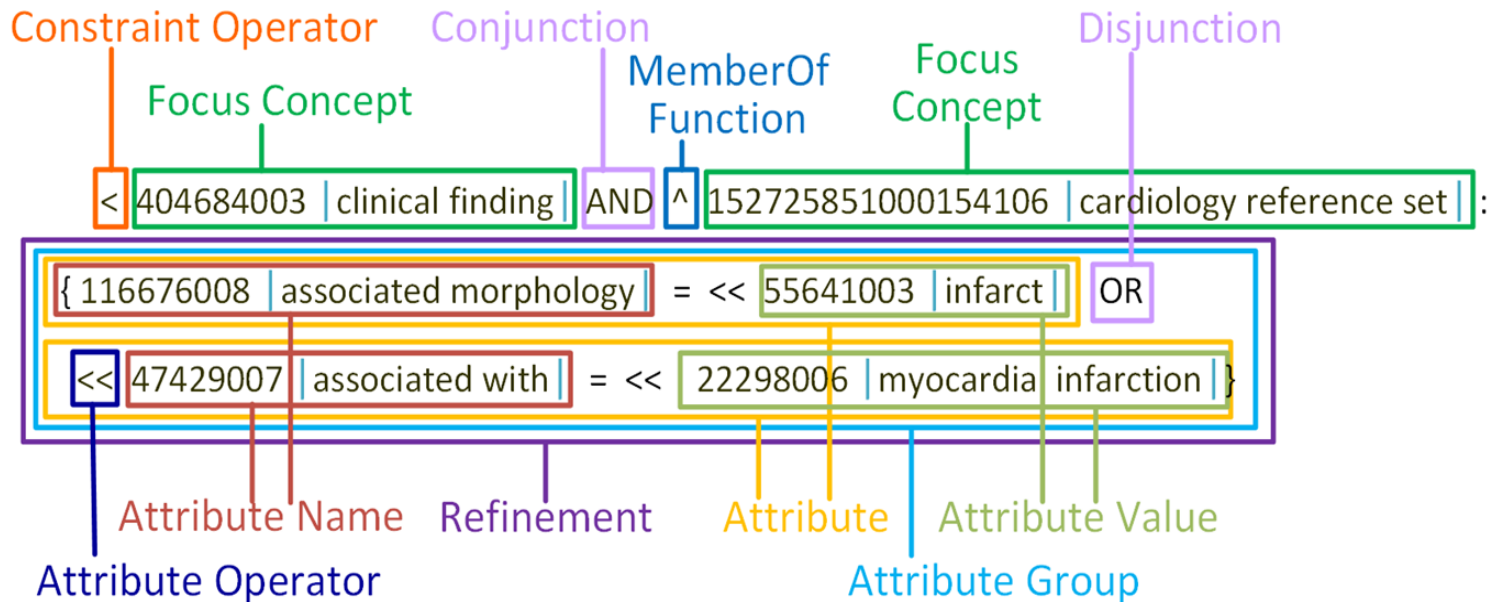 Constraint Operator Conjunction Disjunction
Focus Concept MemberOf Function Focus Concept
< 404684003 |clinical finding| AND ^ 152725851000154106 |cardiology reference set| :
{ 116676008 |associated morphology| = << 55641003 |infarct| OR
<< 47429007 |associated with| = << 22298006 |myocardia infarction| }
Attribute Name Refinement Attribute Attribute Value
Attribute Operator Attribute Group